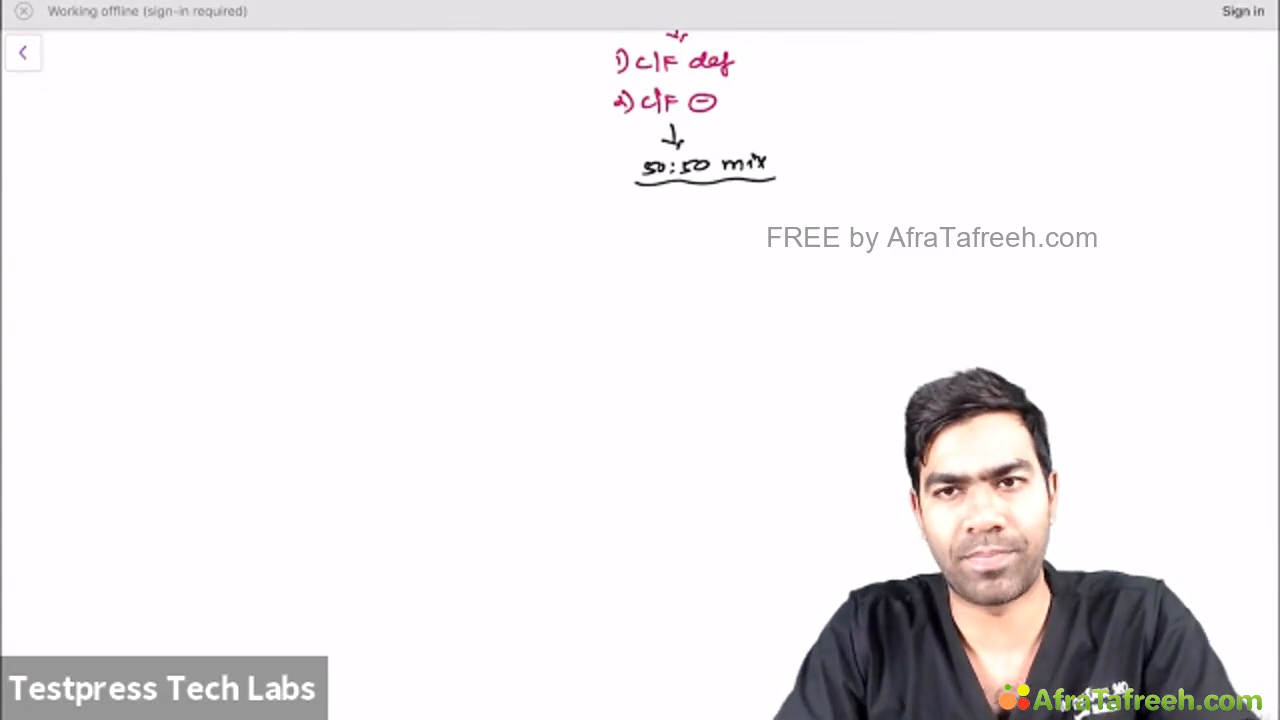 Working offline (sign-in required)
Sign in
1) C/F def
2) C/F ⊖
50:50 mix
FREE by AfraTafreeh.com
Testpress Tech Labs
AfraTafreeh.com